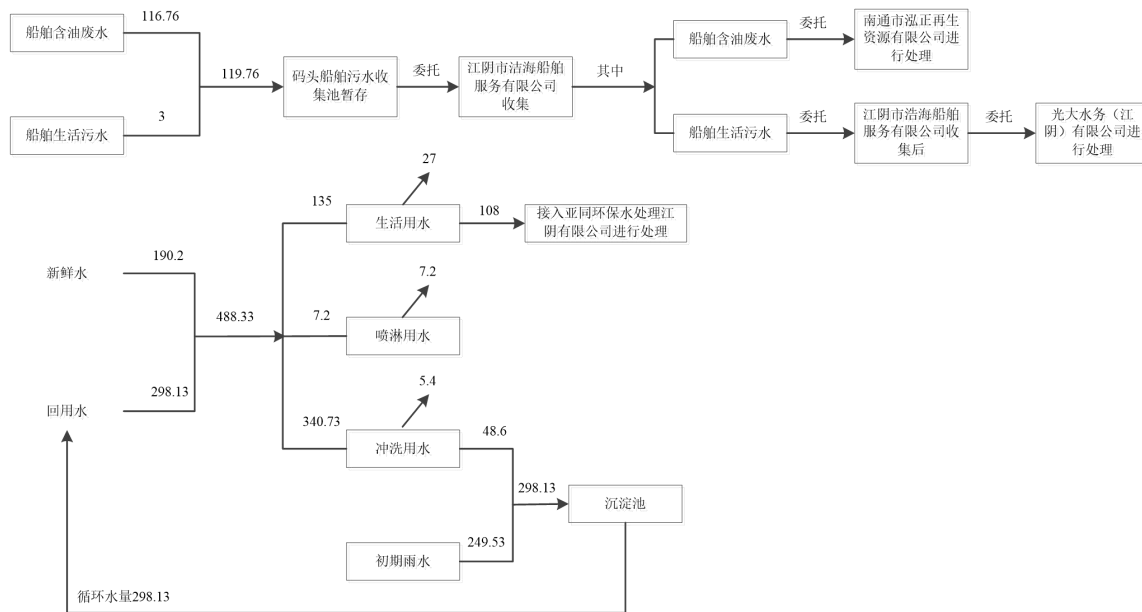 116.76
船舶含油废水
119.76
3
船舶生活污水
码头船舶污水收
集池暂存
委托
江阴市洁海船舶
服务有限公司
收集
其中
船舶含油废水
委托
南通市泓正再生
资源有限公司进
行处理
船舶生活污水
委托
江阴市浩海船舶
服务有限公司收
集后
委托
光大水务（江
阴）有限公司进
行处理
27
135
生活用水
108
接入亚同环保水处理江
阴有限公司进行处理
新鲜水
190.2
488.33
7.2
7.2
喷淋用水
回用水
298.13
5.4
340.73
冲洗用水
48.6
298.13
沉淀池
初期雨水
249.53
循环水量298.13